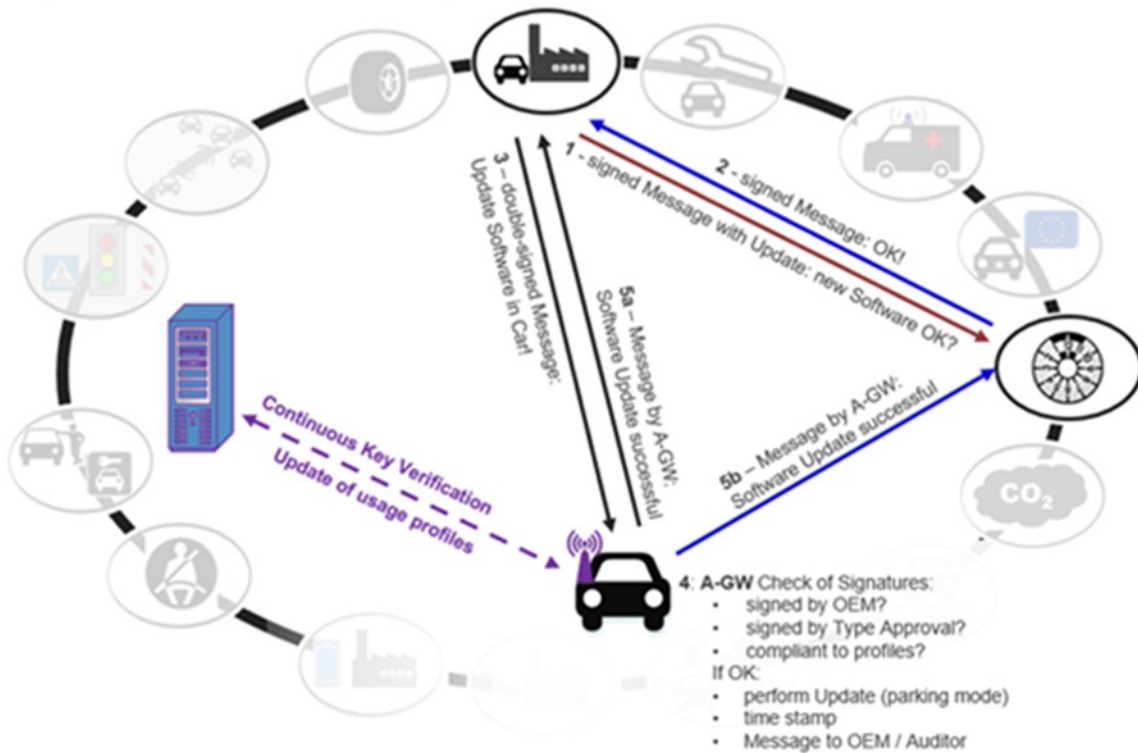 2 - signed Message: OK!
1 - signed Message with Update: new Software OK?
3 – double-signed Message:
Update Software in Car!
5a – Message by A-GW:
Software Update successful
5b – Message by A-GW:
Software Update successful
Continuous Key Verification
Update of usage profiles
CO2
4: A-GW Check of Signatures:
• signed by OEM?
• signed by Type Approval?
• compliant to profiles?
If OK:
• perform Update (parking mode)
• time stamp
• Message to OEM / Auditor